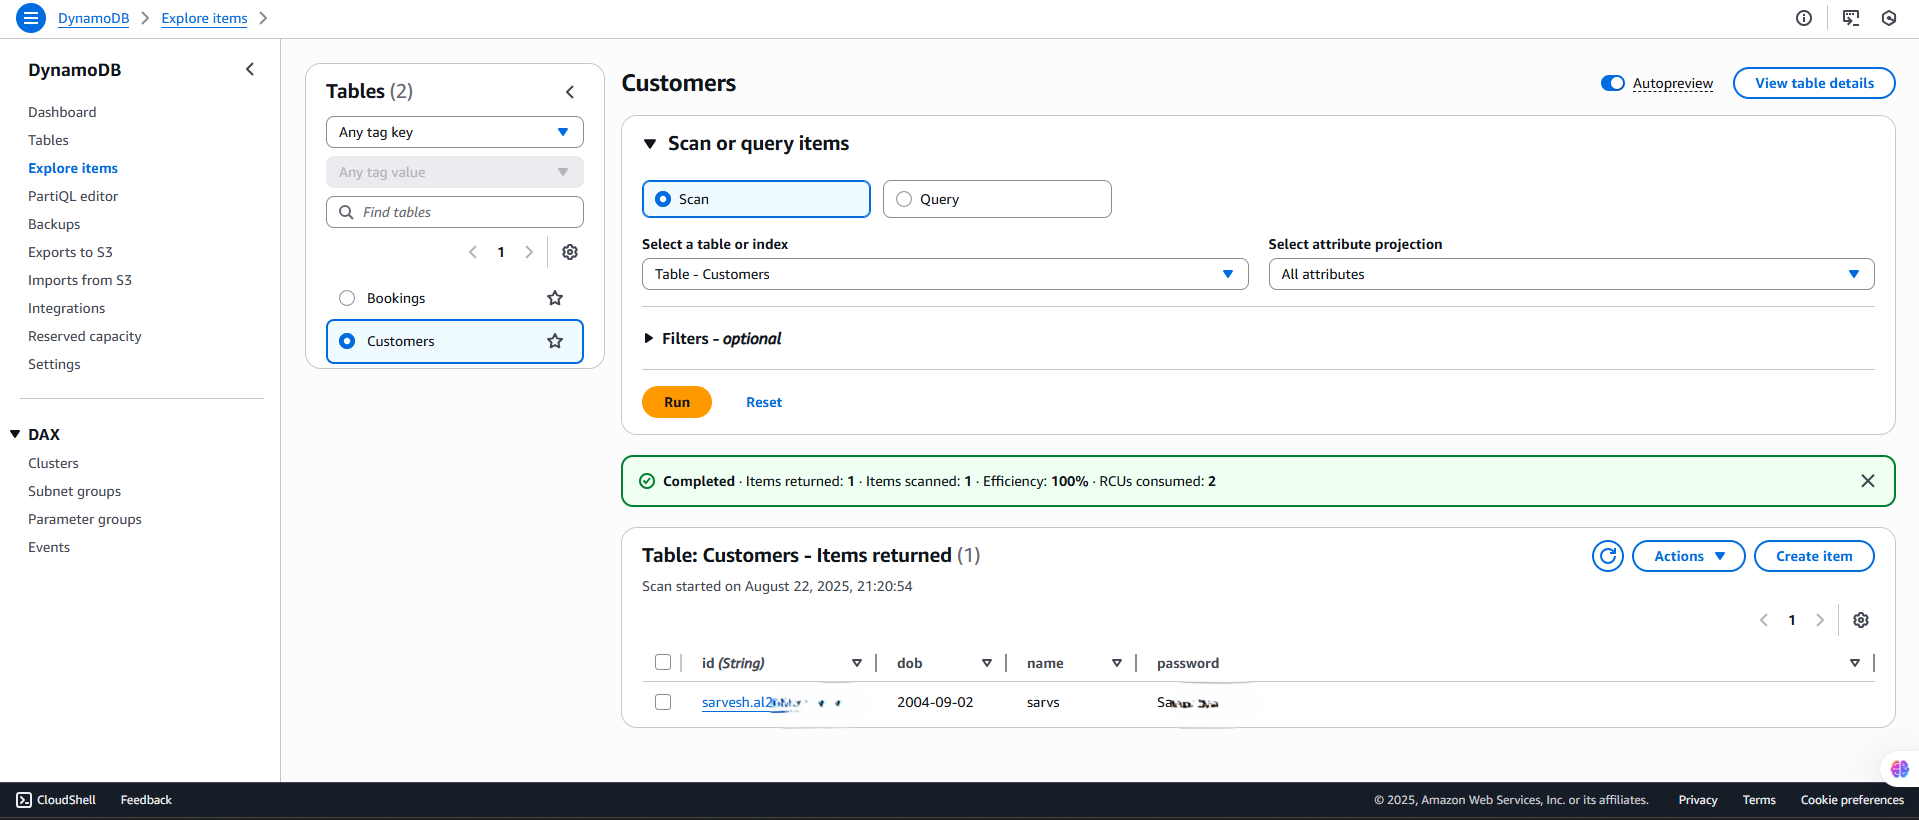 DynamoDB > Explore items >
DynamoDB
Dashboard
Tables
Explore items
PartiQL editor
Backups
Exports to S3
Imports from S3
Integrations
Reserved capacity
Settings
DAX
Clusters
Subnet groups
Parameter groups
Events
Tables (2)
Any tag key
Any tag value
Find tables
1
Bookings
Customers
Customers
Autopreview
View table details
Scan or query items
Scan
Query
Select a table or index
Select attribute projection
Table - Customers
All attributes
Filters - optional
Run
Reset
Completed · Items returned: 1 · Items scanned: 1 · Efficiency: 100% · RCUs consumed: 2
Table: Customers - Items returned (1)
Actions
Create item
Scan started on August 22, 2025, 21:20:54
1
id (String) dob name password
2004-09-02 sarvs
CloudShell Feedback © 2025, Amazon Web Services, Inc. or its affiliates. Privacy Terms Cookie preferences